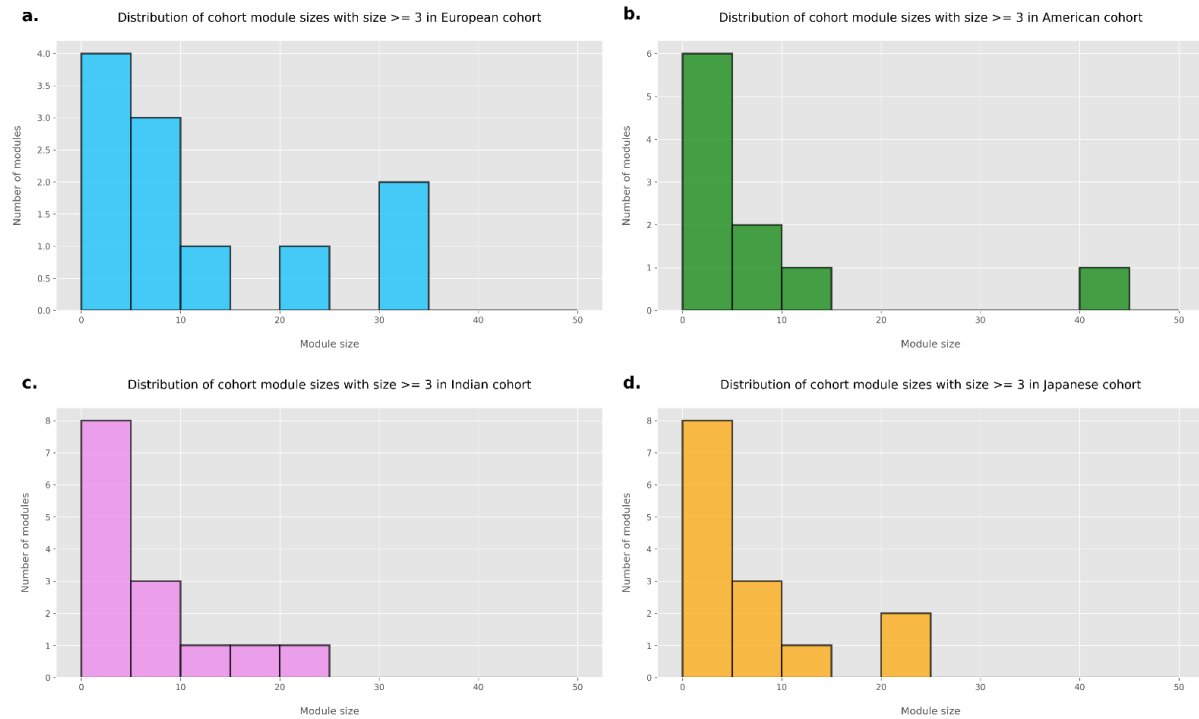 a.
Distribution of cohort module sizes with size >= 3 in European cohort
Number of modules
4.0
3.5
3.0
2.5
2.0
1.5
1.0
0.5
0.0
0 10 20 30 40 50
Module size
b.
Distribution of cohort module sizes with size >= 3 in American cohort
Number of modules
6
5
4
3
2
1
0
0 10 20 30 40 50
Module size
c.
Distribution of cohort module sizes with size >= 3 in Indian cohort
Number of modules
8
7
6
5
4
3
2
1
0
0 10 20 30 40 50
Module size
d.
Distribution of cohort module sizes with size >= 3 in Japanese cohort
Number of modules
8
7
6
5
4
3
2
1
0
0 10 20 30 40 50
Module size